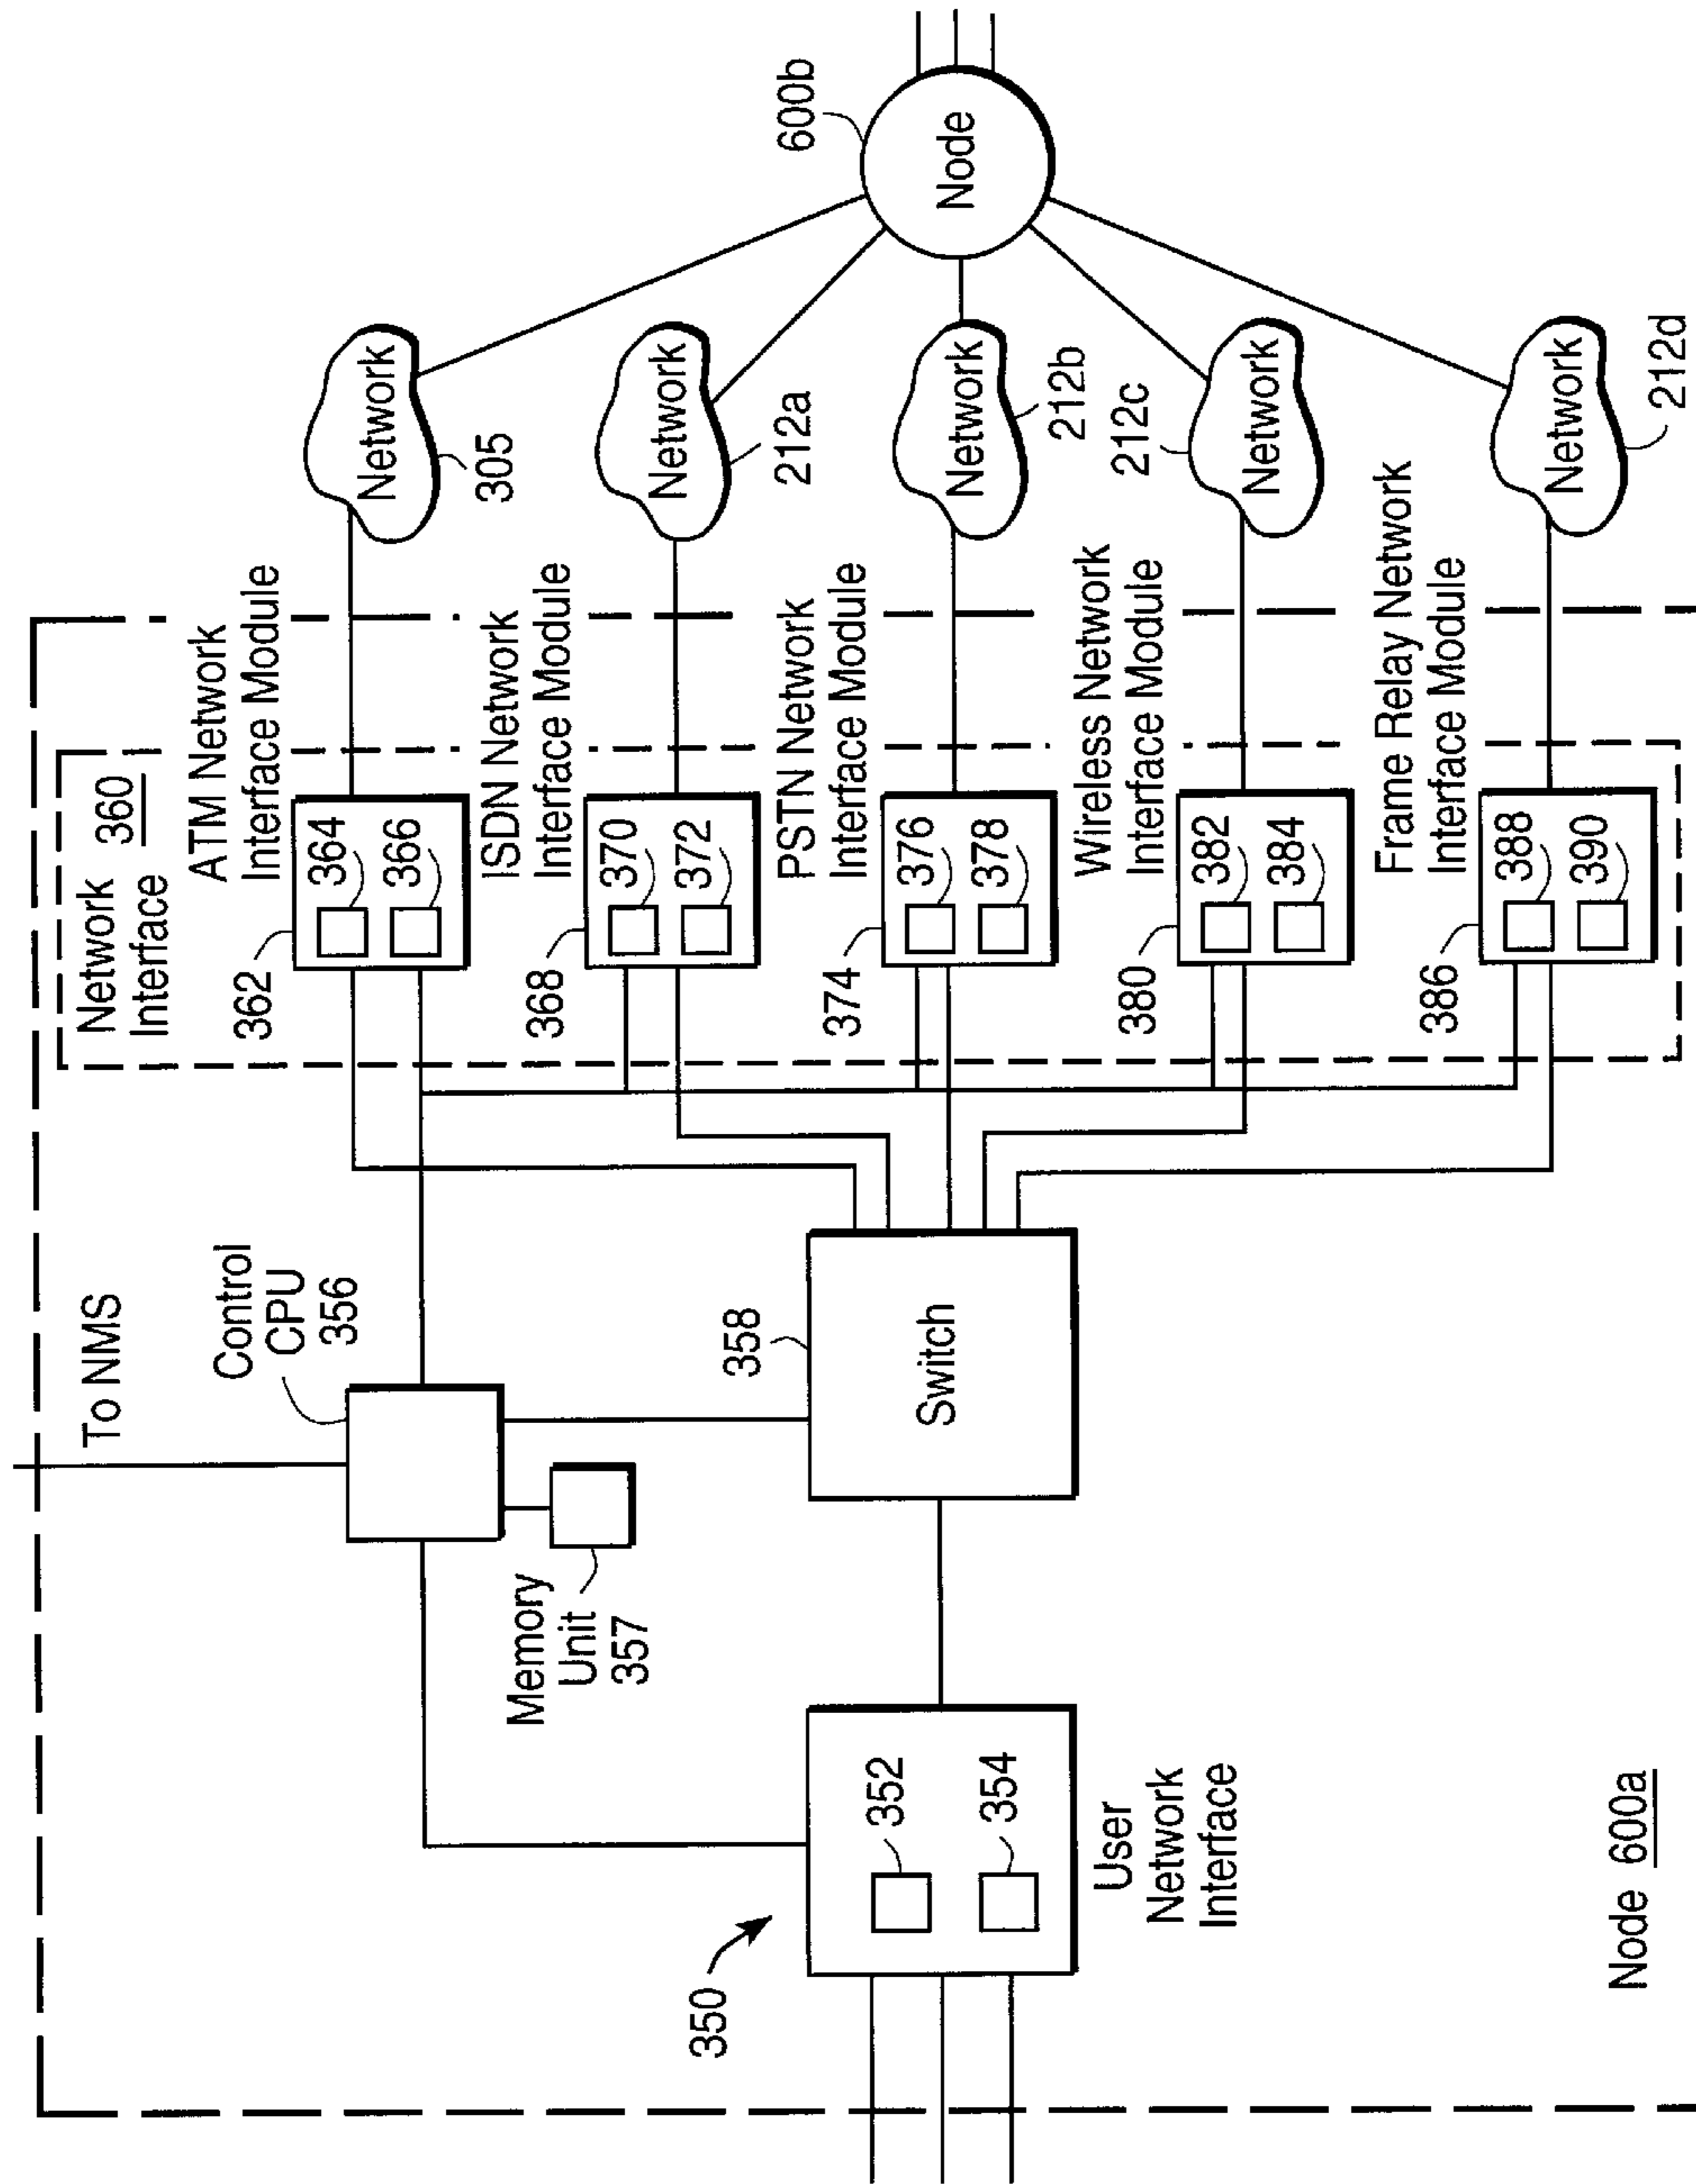 To NMS
Network
Interface
360
ATM Network
Interface Module
362
364
366
Network
305
Control
CPU
356
Memory
Unit
357
ISDN Network
Interface Module
368
370
372
Network
212a
350
352
354
User
Network
Interface
358
Switch
PSTN Network
Interface Module
374
376
378
Network
212b
600b
Node
Wireless Network
Interface Module
380
382
384
212c
Network
Frame Relay Network
Interface Module
386
388
390
Network
212d
Node 600a